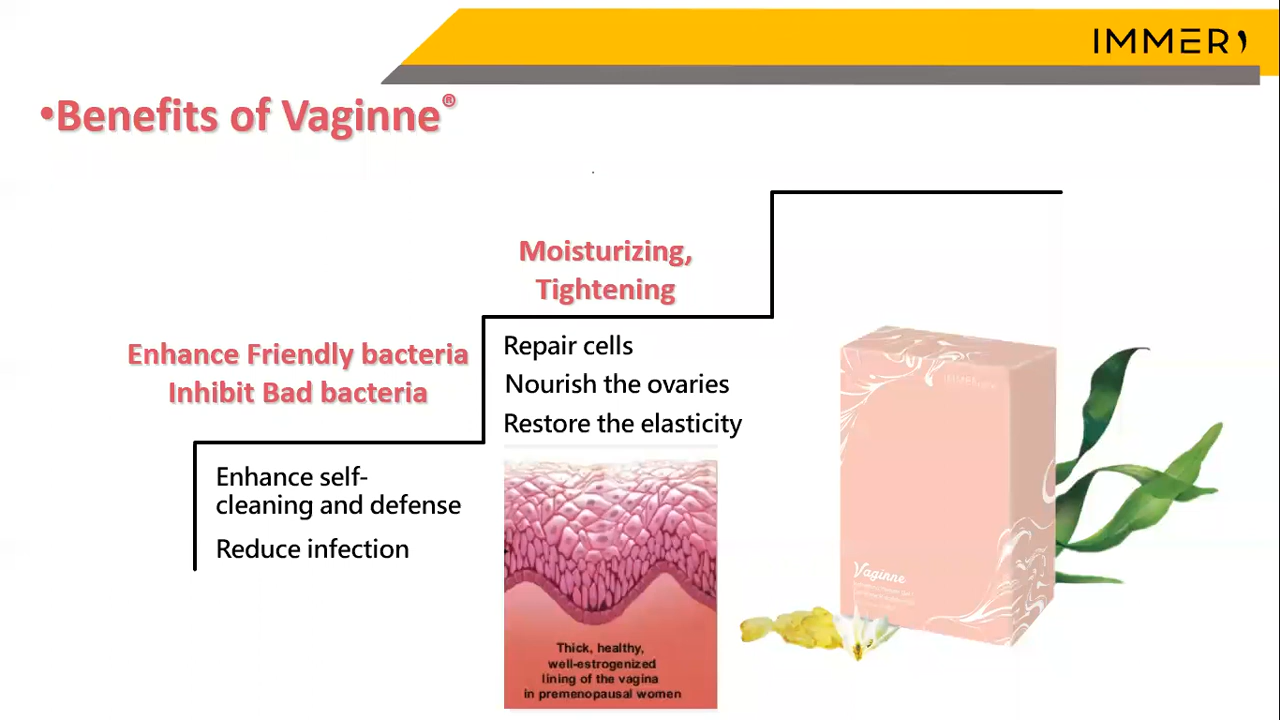 IMMER
•Benefits of Vaginne®
Moisturizing,
Tightening
Enhance Friendly bacteria
Inhibit Bad bacteria
Repair cells
Nourish the ovaries
Restore the elasticity
Enhance self-
cleaning and defense
Reduce infection
Thick, healthy,
well-estrogenized
lining of the vagina
in premenopausal women
Vaginne